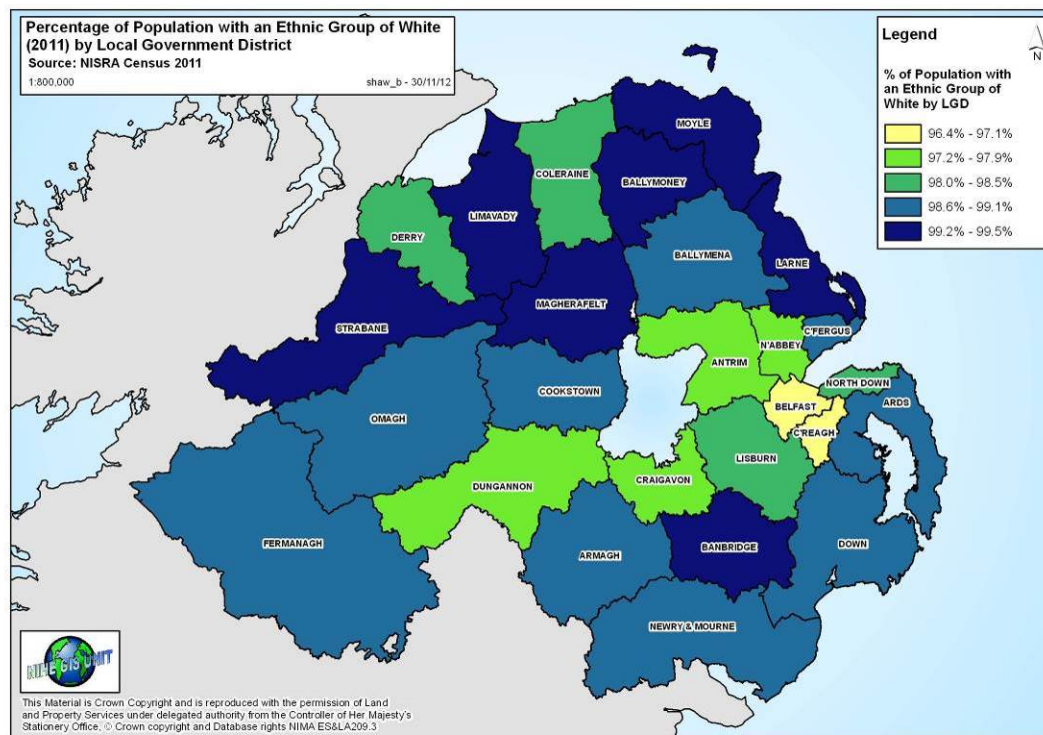 Percentage of Population with an Ethnic Group of White
(2011) by Local Government District
Source: NISRA Census 2011
1:800,000
shaw_b - 30/11/12
Legend
N
% of Population with
an Ethnic Group of
White by LGD
96.4% - 97.1%
97.2% - 97.9%
98.0% - 98.5%
98.6% - 99.1%
99.2% - 99.5%
MOYLE
COLERAINE
BALLYMONEY
LIMAVADY
DERRY
BALLYMENA
LARNE
MAGHERAFELT
STRABANE
C'FERGUS
N'ABBEY
ANTRIM
NORTH DOWN
COOKSTOWN
ARDS
BELFAST
OMAGH
C'REAGH
LISBURN
CRAIGAVON
DUNGANNON
FERMANAGH
DOWN
BANBRIDGE
ARMAGH
NEWRY & MOURNE
NIHE GIS UNIT
This Material is Crown Copyright and is reproduced with the permission of Land
and Property Services under delegated authority from the Controller of Her Majesty's
Stationery Office, © Crown copyright and Database rights NIMA ES&LA209.3